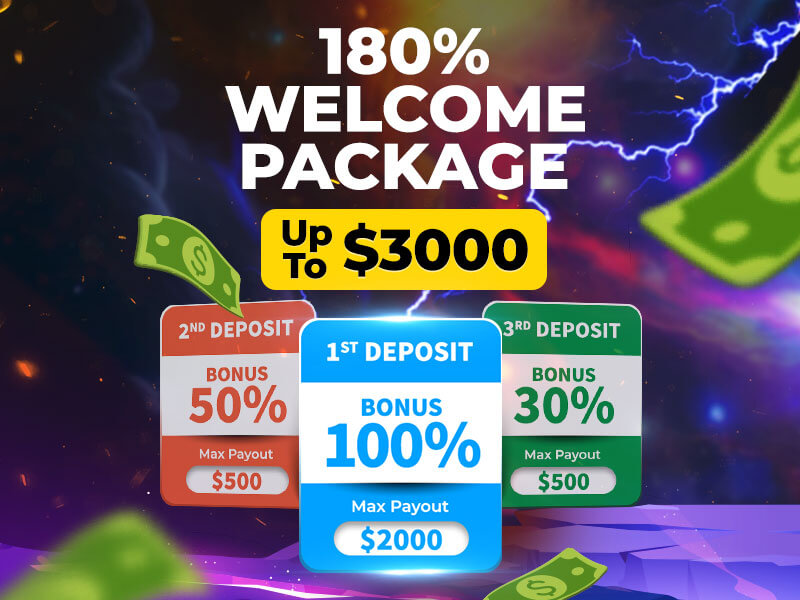 180%
WELCOME
PACKAGE
Up To $3000
2ND DEPOSIT
BONUS
50%
Max Payout
$500
1ST DEPOSIT
BONUS
100%
Max Payout
$2000
3RD DEPOSIT
BONUS
30%
Max Payout
$500